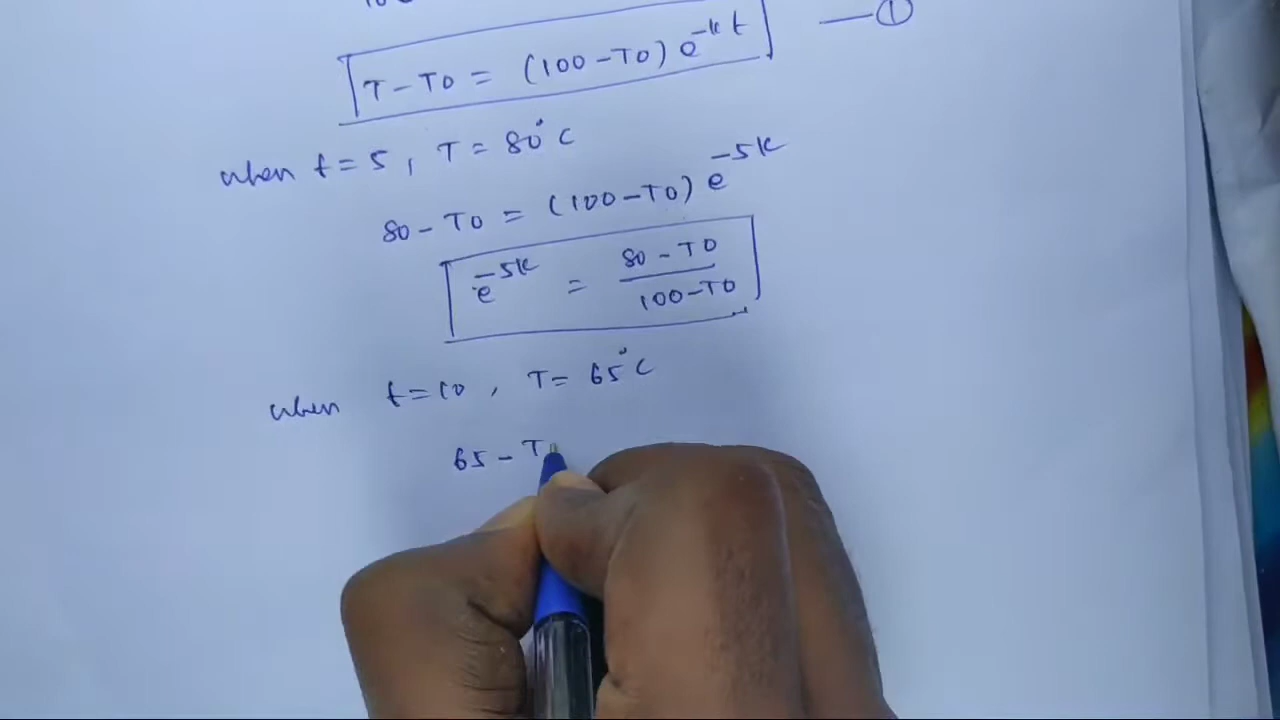 T - T0 = (100 - T0) e^-kt —— ①
when t = 5, T = 80°C
80 - T0 = (100 - T0) e^-5k
e^-5k = 80 - T0 / 100 - T0
when t = 10, T = 65°C
65 - T